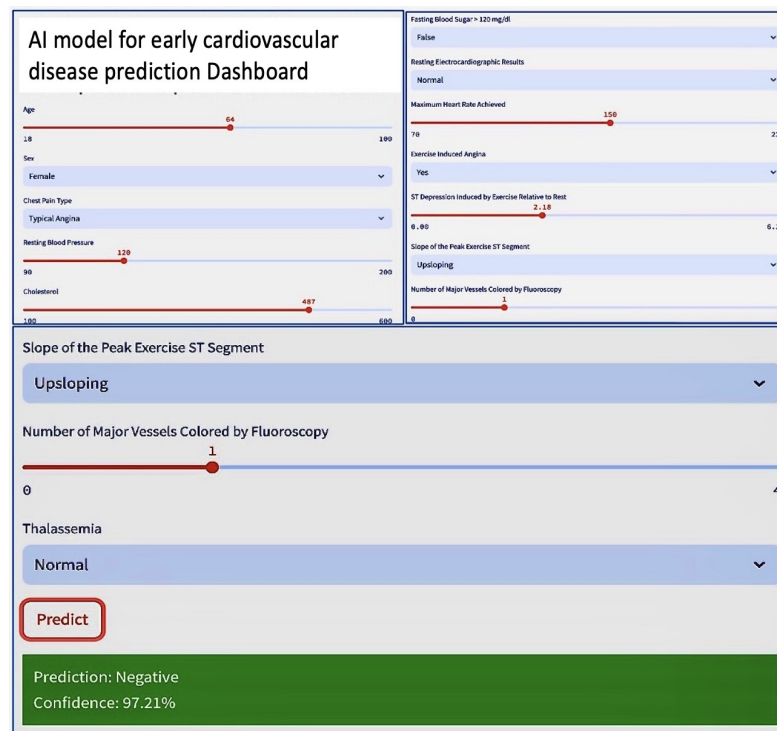 AI model for early cardiovascular
disease prediction Dashboard
Age
64
18 100
Sex
Female
Chest Pain Type
Typical Angina
Resting Blood Pressure
120
90 200
Cholesterol
487
100 600
Fasting Blood Sugar > 120 mg/dl
False
Resting Electrocardiographic Results
Normal
Maximum Heart Rate Achieved
150
70
Exercise Induced Angina
Yes
ST Depression Induced by Exercise Relative to Rest
2.18
0.00
Slope of the Peak Exercise ST Segment
Upsloping
Number of Major Vessels Colored by Fluoroscopy
1
0
Slope of the Peak Exercise ST Segment
Upsloping
Number of Major Vessels Colored by Fluoroscopy
1
0 4
Thalassemia
Normal
Predict
Prediction: Negative
Confidence: 97.21%